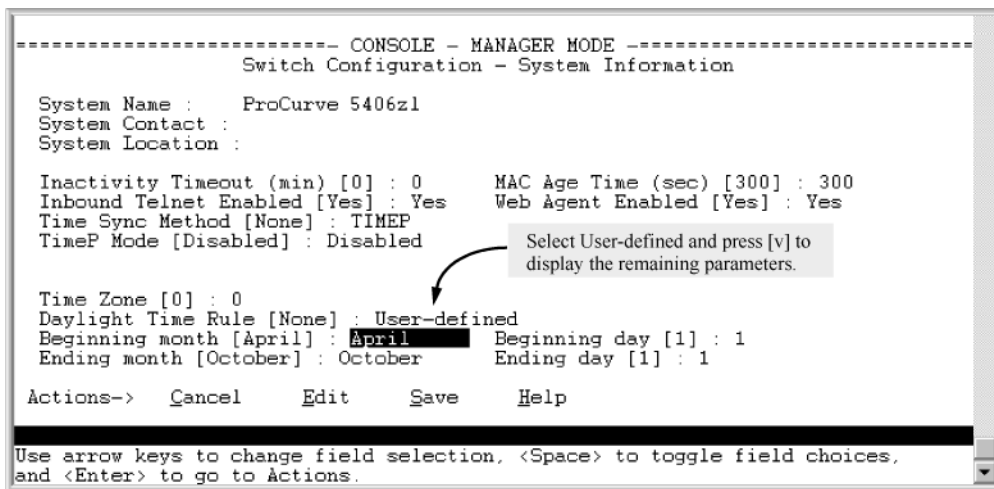 ===========================- CONSOLE - MANAGER MODE -============================
Switch Configuration - System Information
System Name : ProCurve 5406zl
System Contact :
System Location :
Inactivity Timeout (min) [0] : 0 MAC Age Time (sec) [300] : 300
Inbound Telnet Enabled [Yes] : Yes Web Agent Enabled [Yes] : Yes
Time Sync Method [None] : TIMEP
TimeP Mode [Disabled] : Disabled
Select User-defined and press [v] to
display the remaining parameters.
Time Zone [0] : 0
Daylight Time Rule [None] : User-defined
Beginning month [April] : April Beginning day [1] : 1
Ending month [October] : October Ending day [1] : 1
Actions-> Cancel Edit Save Help
Use arrow keys to change field selection, <Space> to toggle field choices,
and <Enter> to go to Actions.